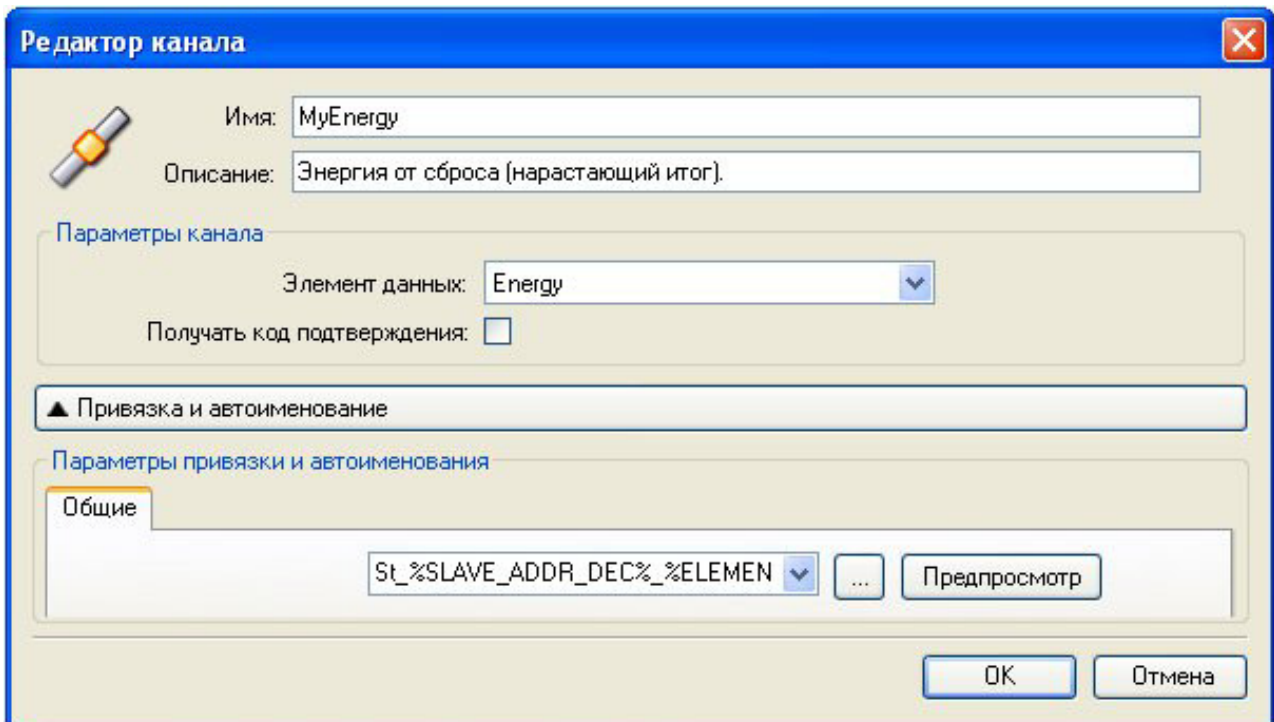 Редактор канала
Имя: MyEnergy
Описание: Энергия от сброса (нарастающий итог).
Параметры канала
Элемент данных: Energy
Получать код подтверждения:
Привязка и автоименование
Параметры привязки и автоименования
Общие
St_%SLAVE_ADDR_DEC%_%ELEMEN ... Предпросмотр
OK Отмена